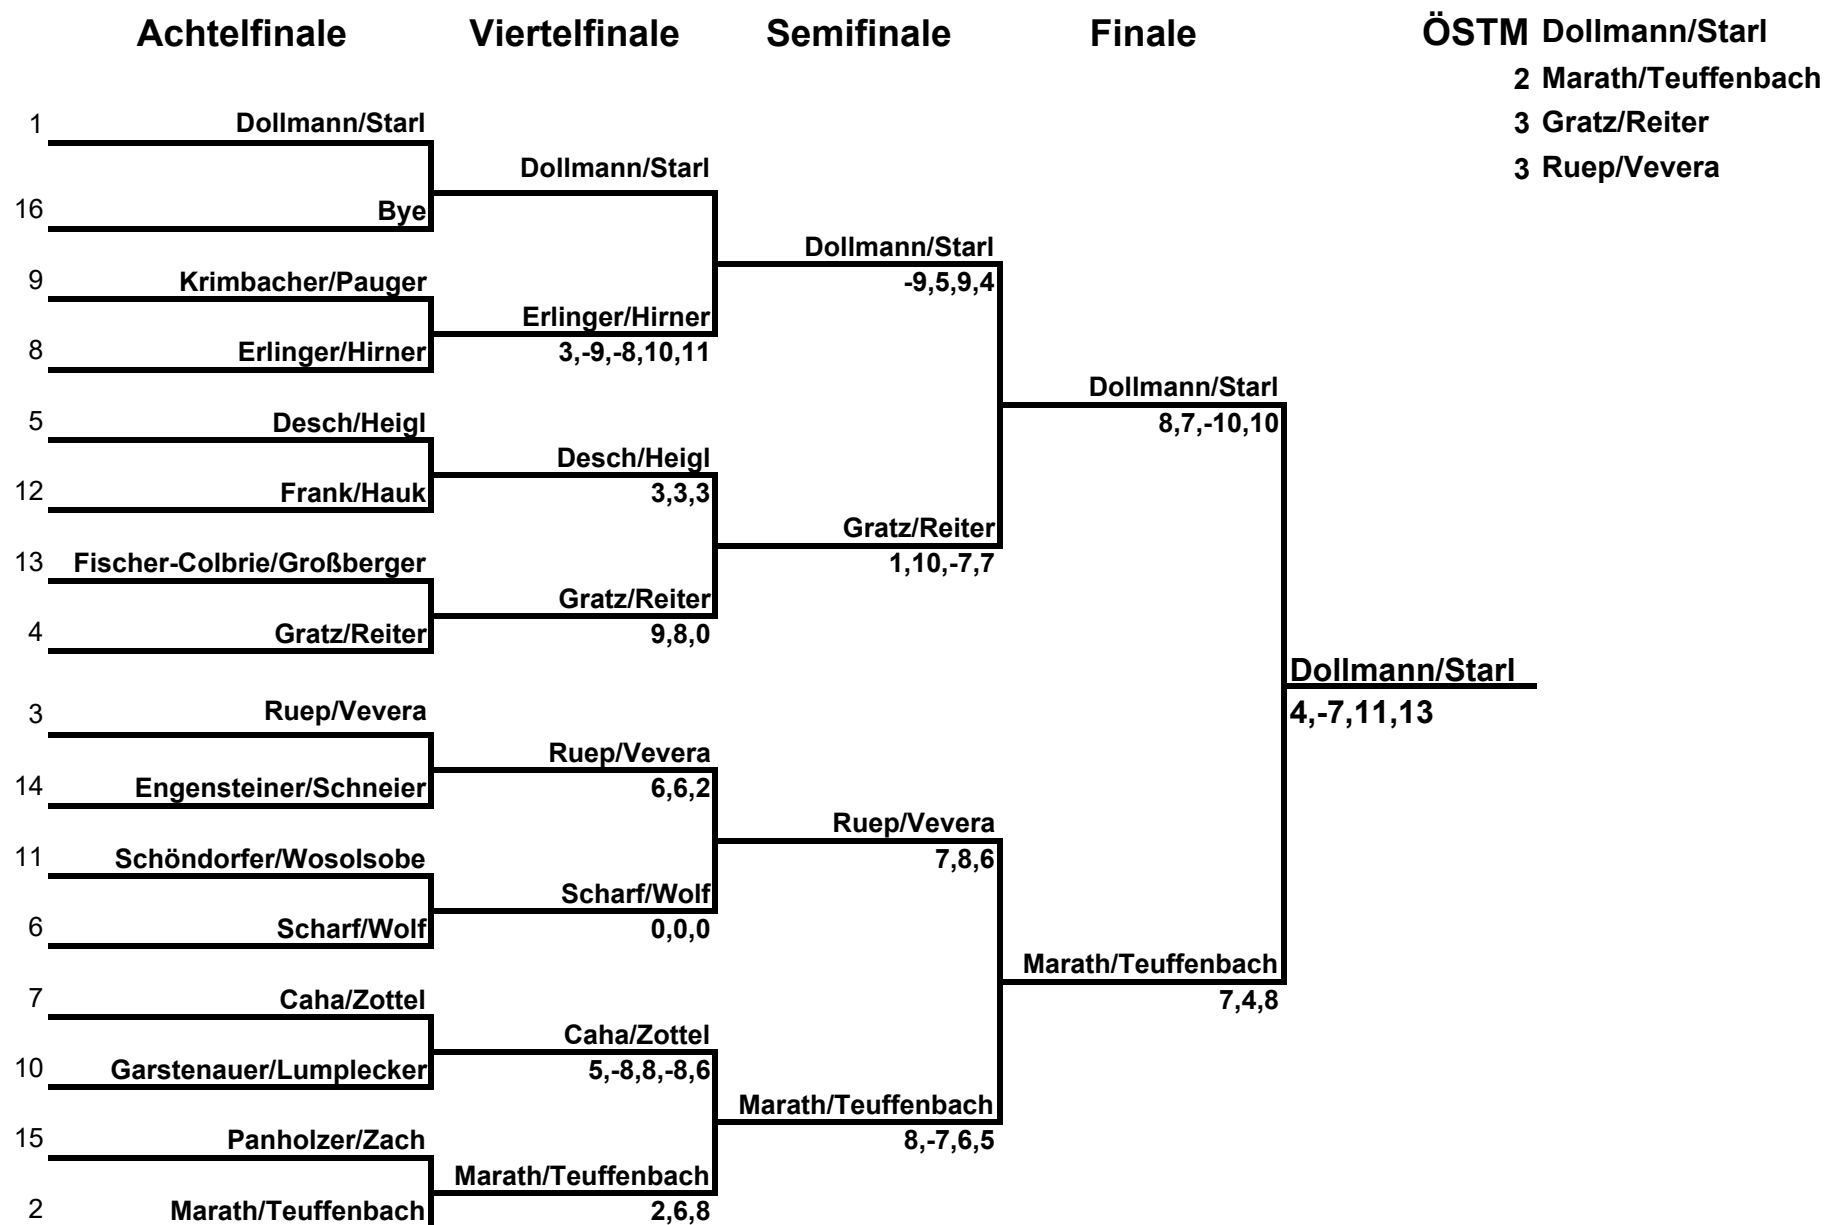 Achtelfinale Viertelfinale Semifinale Finale ÖSTM Dollmann/Starl
2 Marath/Teuffenbach
3 Gratz/Reiter
3 Ruep/Vevera
1 Dollmann/Starl
Dollmann/Starl
16 Bye
Dollmann/Starl
-9,5,9,4
9 Krimbacher/Pauger
Erlinger/Hirner
3,-9,-8,10,11
8 Erlinger/Hirner
Dollmann/Starl
8,7,-10,10
5 Desch/Heigl
Desch/Heigl
3,3,3
12 Frank/Hauk
Gratz/Reiter
1,10,-7,7
13 Fischer-Colbrie/Großberger
Gratz/Reiter
9,8,0
4 Gratz/Reiter
Dollmann/Starl
4,-7,11,13
3 Ruep/Vevera
Ruep/Vevera
6,6,2
14 Engensteiner/Schneier
Ruep/Vevera
7,8,6
11 Schöndorfer/Wosolsobe
Scharf/Wolf
0,0,0
6 Scharf/Wolf
Marath/Teuffenbach
7,4,8
7 Caha/Zottel
Caha/Zottel
5,-8,8,-8,6
10 Garstenauer/Lumplecker
Marath/Teuffenbach
8,-7,6,5
15 Panholzer/Zach
Marath/Teuffenbach
2,6,8
2 Marath/Teuffenbach